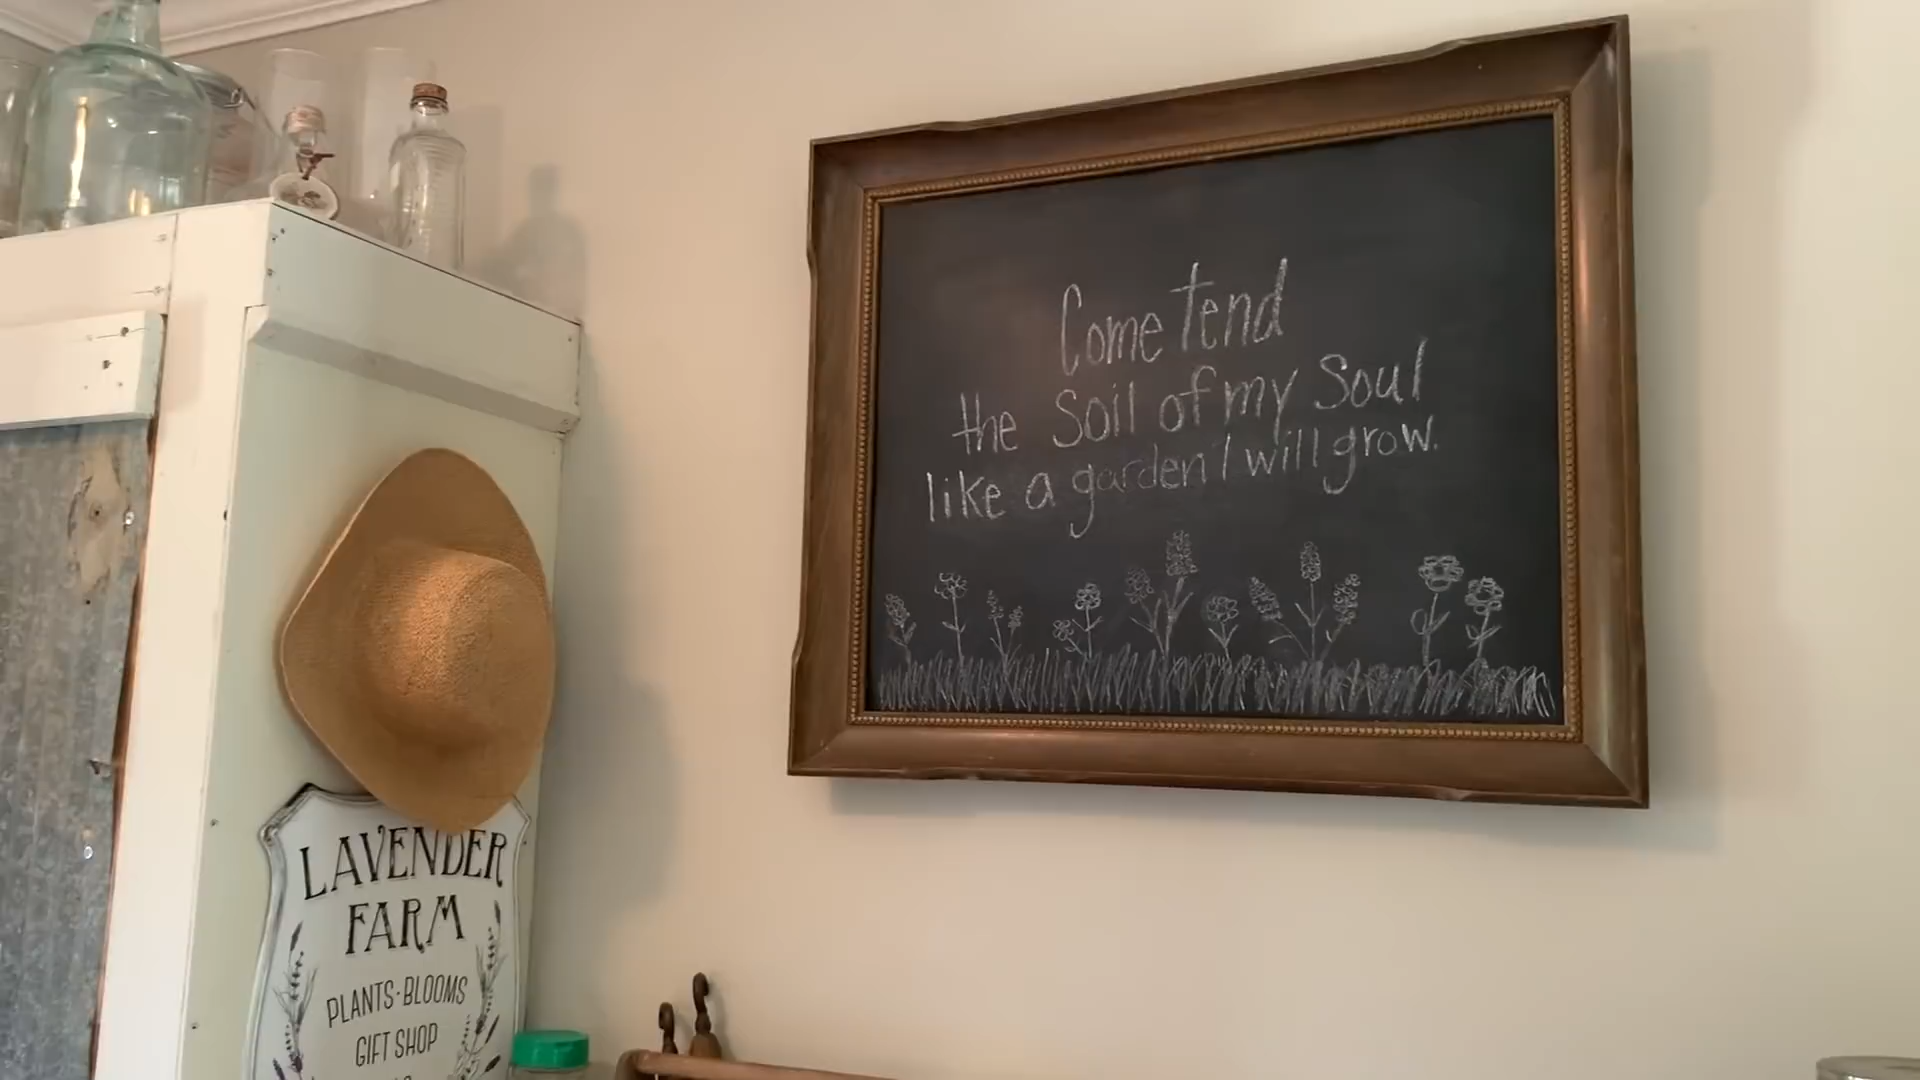 Come Tend
the Soil of my Soul
like a garden I will grow.
LAVENDER
FARM
PLANTS·BLOOMS
GIFT SHOP